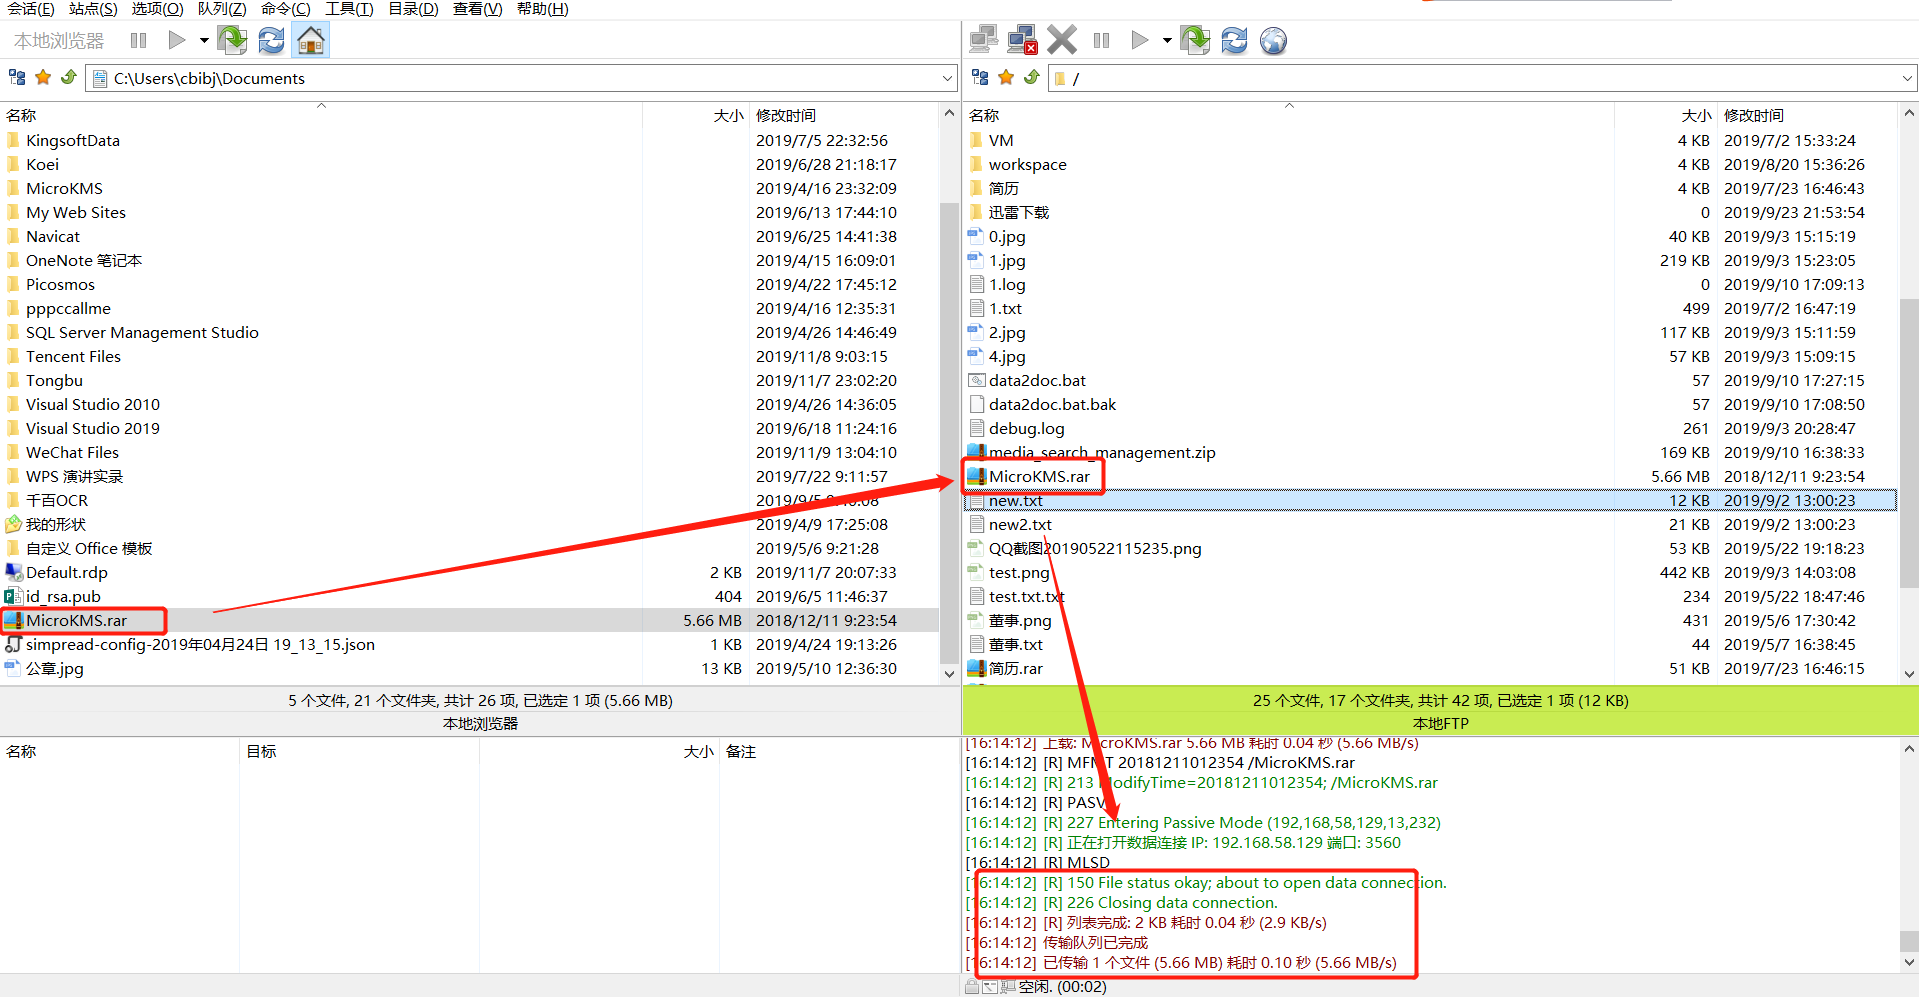 会话(E) 站点(S) 选项(O) 队列(Z) 命令(C) 工具(T) 目录(D) 查看(V) 帮助(H)
本地浏览器
C:\Users\cbibj\Documents
名称 大小 修改时间
KingsoftData 2019/7/5 22:32:56
Koei 2019/6/28 21:18:17
MicroKMS 2019/4/16 23:32:09
My Web Sites 2019/6/13 17:44:10
Navicat 2019/6/25 14:41:38
OneNote 笔记本 2019/4/15 16:09:01
Picosmos 2019/4/22 17:45:12
pppccallme 2019/4/16 12:35:31
SQL Server Management Studio 2019/4/26 14:46:49
Tencent Files 2019/11/8 9:03:15
Tongbu 2019/11/7 23:02:20
Visual Studio 2010 2019/4/26 14:36:05
Visual Studio 2019 2019/6/18 11:24:16
WeChat Files 2019/11/9 13:04:10
WPS 演讲实录 2019/7/22 9:11:57
千百OCR 2019/9/5
我的形状 2019/4/9 17:25:08
自定义 Office 模板 2019/5/6 9:21:28
Default.rdp 2 KB 2019/11/7 20:07:33
id_rsa.pub 404 2019/6/5 11:46:37
MicroKMS.rar 5.66 MB 2018/12/11 9:23:54
simpread-config-2019年04月24日 19_13_15.json 1 KB 2019/4/24 19:13:26
公章.jpg 13 KB 2019/5/10 12:36:30
5 个文件, 21 个文件夹, 共计 26 项, 已选定 1 项 (5.66 MB)
本地浏览器
名称 目标 大小 备注
/
名称 大小 修改时间
VM 4 KB 2019/7/2 15:33:24
workspace 4 KB 2019/8/20 15:36:26
简历 4 KB 2019/7/23 16:46:43
迅雷下载 0 2019/9/23 21:53:54
0.jpg 40 KB 2019/9/3 15:15:19
1.jpg 219 KB 2019/9/3 15:23:05
1.log 0 2019/9/10 17:09:13
1.txt 499 2019/7/2 16:47:19
2.jpg 117 KB 2019/9/3 15:11:59
4.jpg 57 KB 2019/9/3 15:09:15
data2doc.bat 57 2019/9/10 17:27:15
data2doc.bat.bak 57 2019/9/10 17:08:50
debug.log 261 2019/9/3 20:28:47
media_search_management.zip 169 KB 2019/9/10 16:38:33
MicroKMS.rar 5.66 MB 2018/12/11 9:23:54
new.txt 12 KB 2019/9/2 13:00:23
new2.txt 21 KB 2019/9/2 13:00:23
QQ截图20190522115235.png 53 KB 2019/5/22 19:18:23
test.png 442 KB 2019/9/3 14:03:08
test.txt.txt 234 2019/5/22 18:47:46
董事.png 431 2019/5/6 17:30:42
董事.txt 44 2019/5/7 16:38:45
简历.rar 51 KB 2019/7/23 16:46:15
25 个文件, 17 个文件夹, 共计 42 项, 已选定 1 项 (12 KB)
本地FTP
[16:14:12] 上载: MicroKMS.rar 5.66 MB 耗时 0.04 秒 (5.66 MB/s)
[16:14:12] [R] MFMT 20181211012354 /MicroKMS.rar
[16:14:12] [R] 213 ModifyTime=20181211012354; /MicroKMS.rar
[16:14:12] [R] PASV
[16:14:12] [R] 227 Entering Passive Mode (192,168,58,129,13,232)
[16:14:12] [R] 正在打开数据连接 IP: 192.168.58.129 端口: 3560
[16:14:12] [R] MLSD
[16:14:12] [R] 150 File status okay; about to open data connection.
[16:14:12] [R] 226 Closing data connection.
[16:14:12] [R] 列表完成: 2 KB 耗时 0.04 秒 (2.9 KB/s)
[16:14:12] 传输队列已完成
[16:14:12] 已传输 1 个文件 (5.66 MB) 耗时 0.10 秒 (5.66 MB/s)
空闲. (00:02)